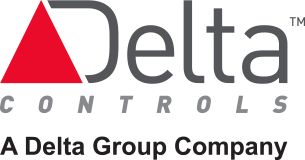 Delta™
CONTROLS
A Delta Group Company